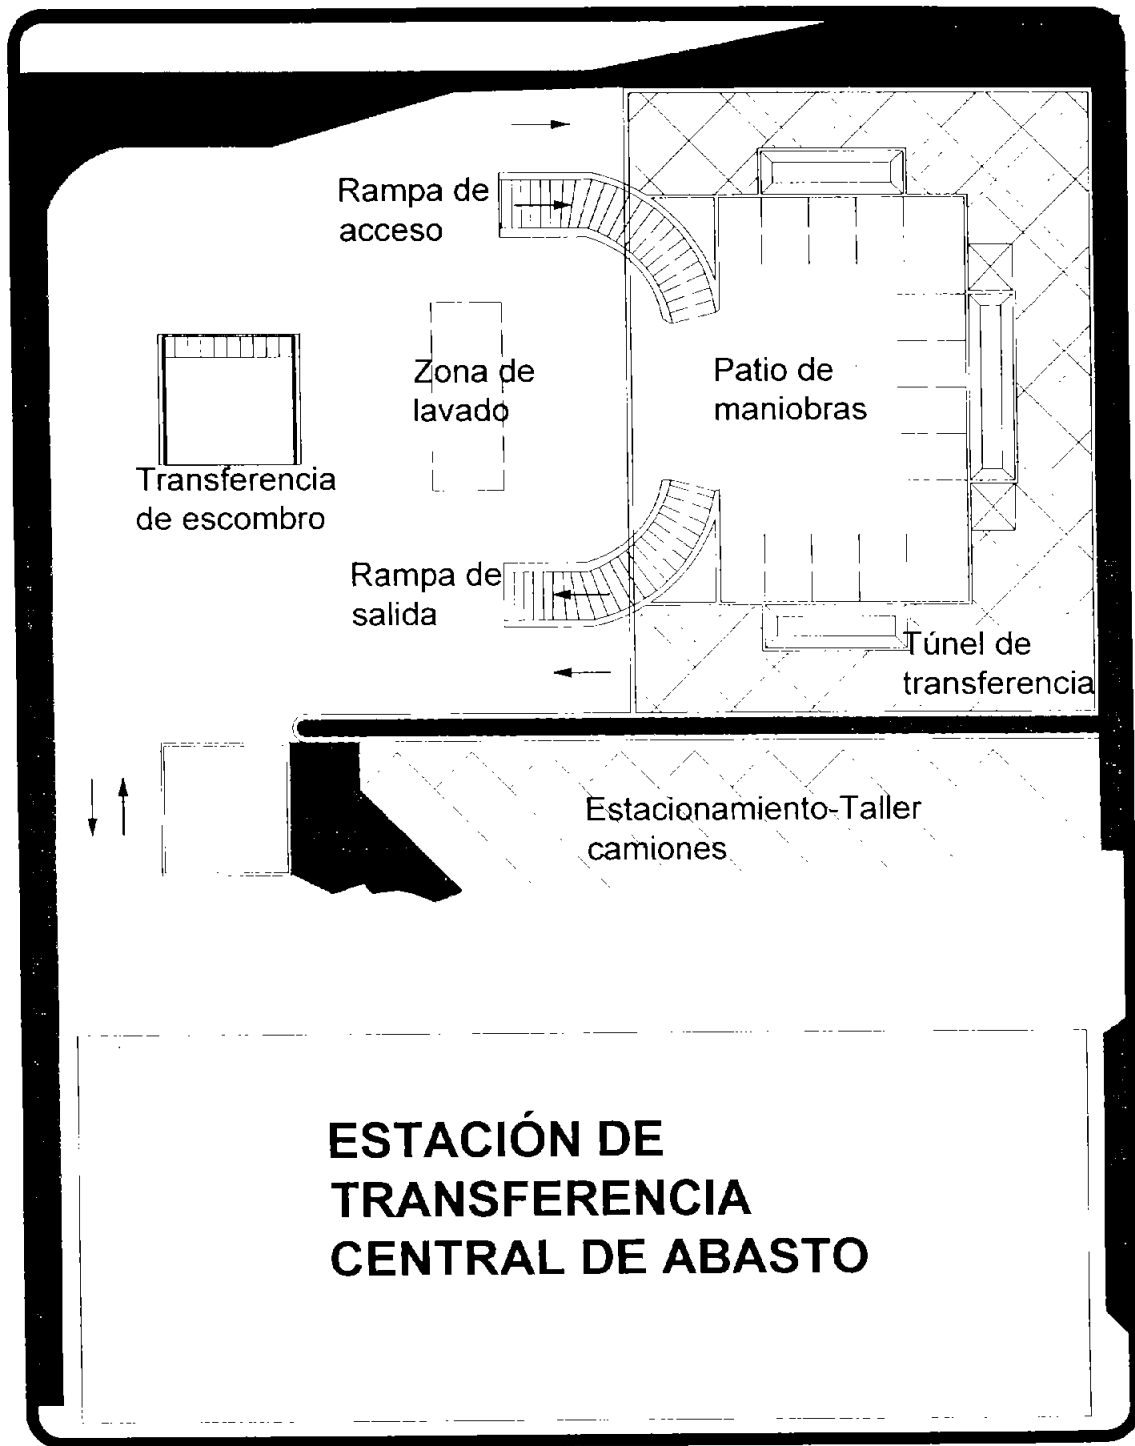 Rampa de
acceso
Zona de
lavado
Patio de
maniobras
Transferencia
de escombro
Rampa de
salida
Túnel de
transferencia
Estacionamiento-Taller
camiones
ESTACIÓN DE
TRANSFERENCIA
CENTRAL DE ABASTO